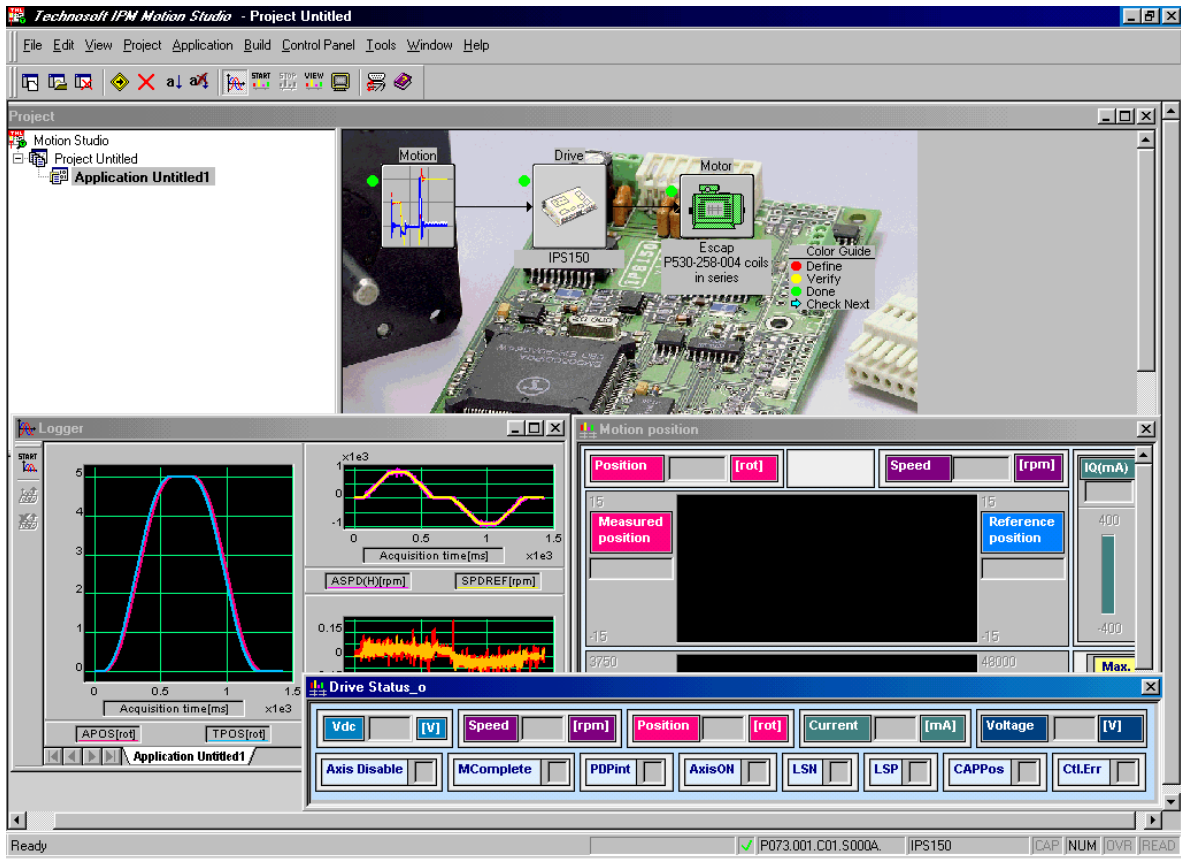 Technosoft IPM Motion Studio - Project Untitled
File Edit View Project Application Build Control Panel Tools Window Help
a↓ a START STOP VIEW
Project
Motion Studio
Project Untitled
Application Untitled1
Motion Drive Motor
IPS150
Escap
P530-258-004 coils
in series
Color Guide
Define
Verify
Done
Check Next
IPS150
Logger
START
5
4
3
2
1
0
0 0.5 1 1.5
Acquisition time[ms] x1e3
APOS[rot] TPOS[rot]
Application Untitled1
x1e3
1
0
-1
0 0.5 1 1.5
Acquisition time[ms] x1e3
ASPD(H)[rpm] SPDREF[rpm]
0.15
0
Motion position
Position [rot] Speed [rpm] IQ(mA)
15 15
Measured
position
Reference
position
400
-400
-15 -15
3750 48000
Max.
Drive Status_o
Vdc [V] Speed [rpm] Position [rot] Current [mA] Voltage [V]
Axis Disable MComplete PDPint AxisON LSN LSP CAPPos Ctl.Err
Ready P073.001.C01.S000A. IPS150 CAP NUM OVR READ